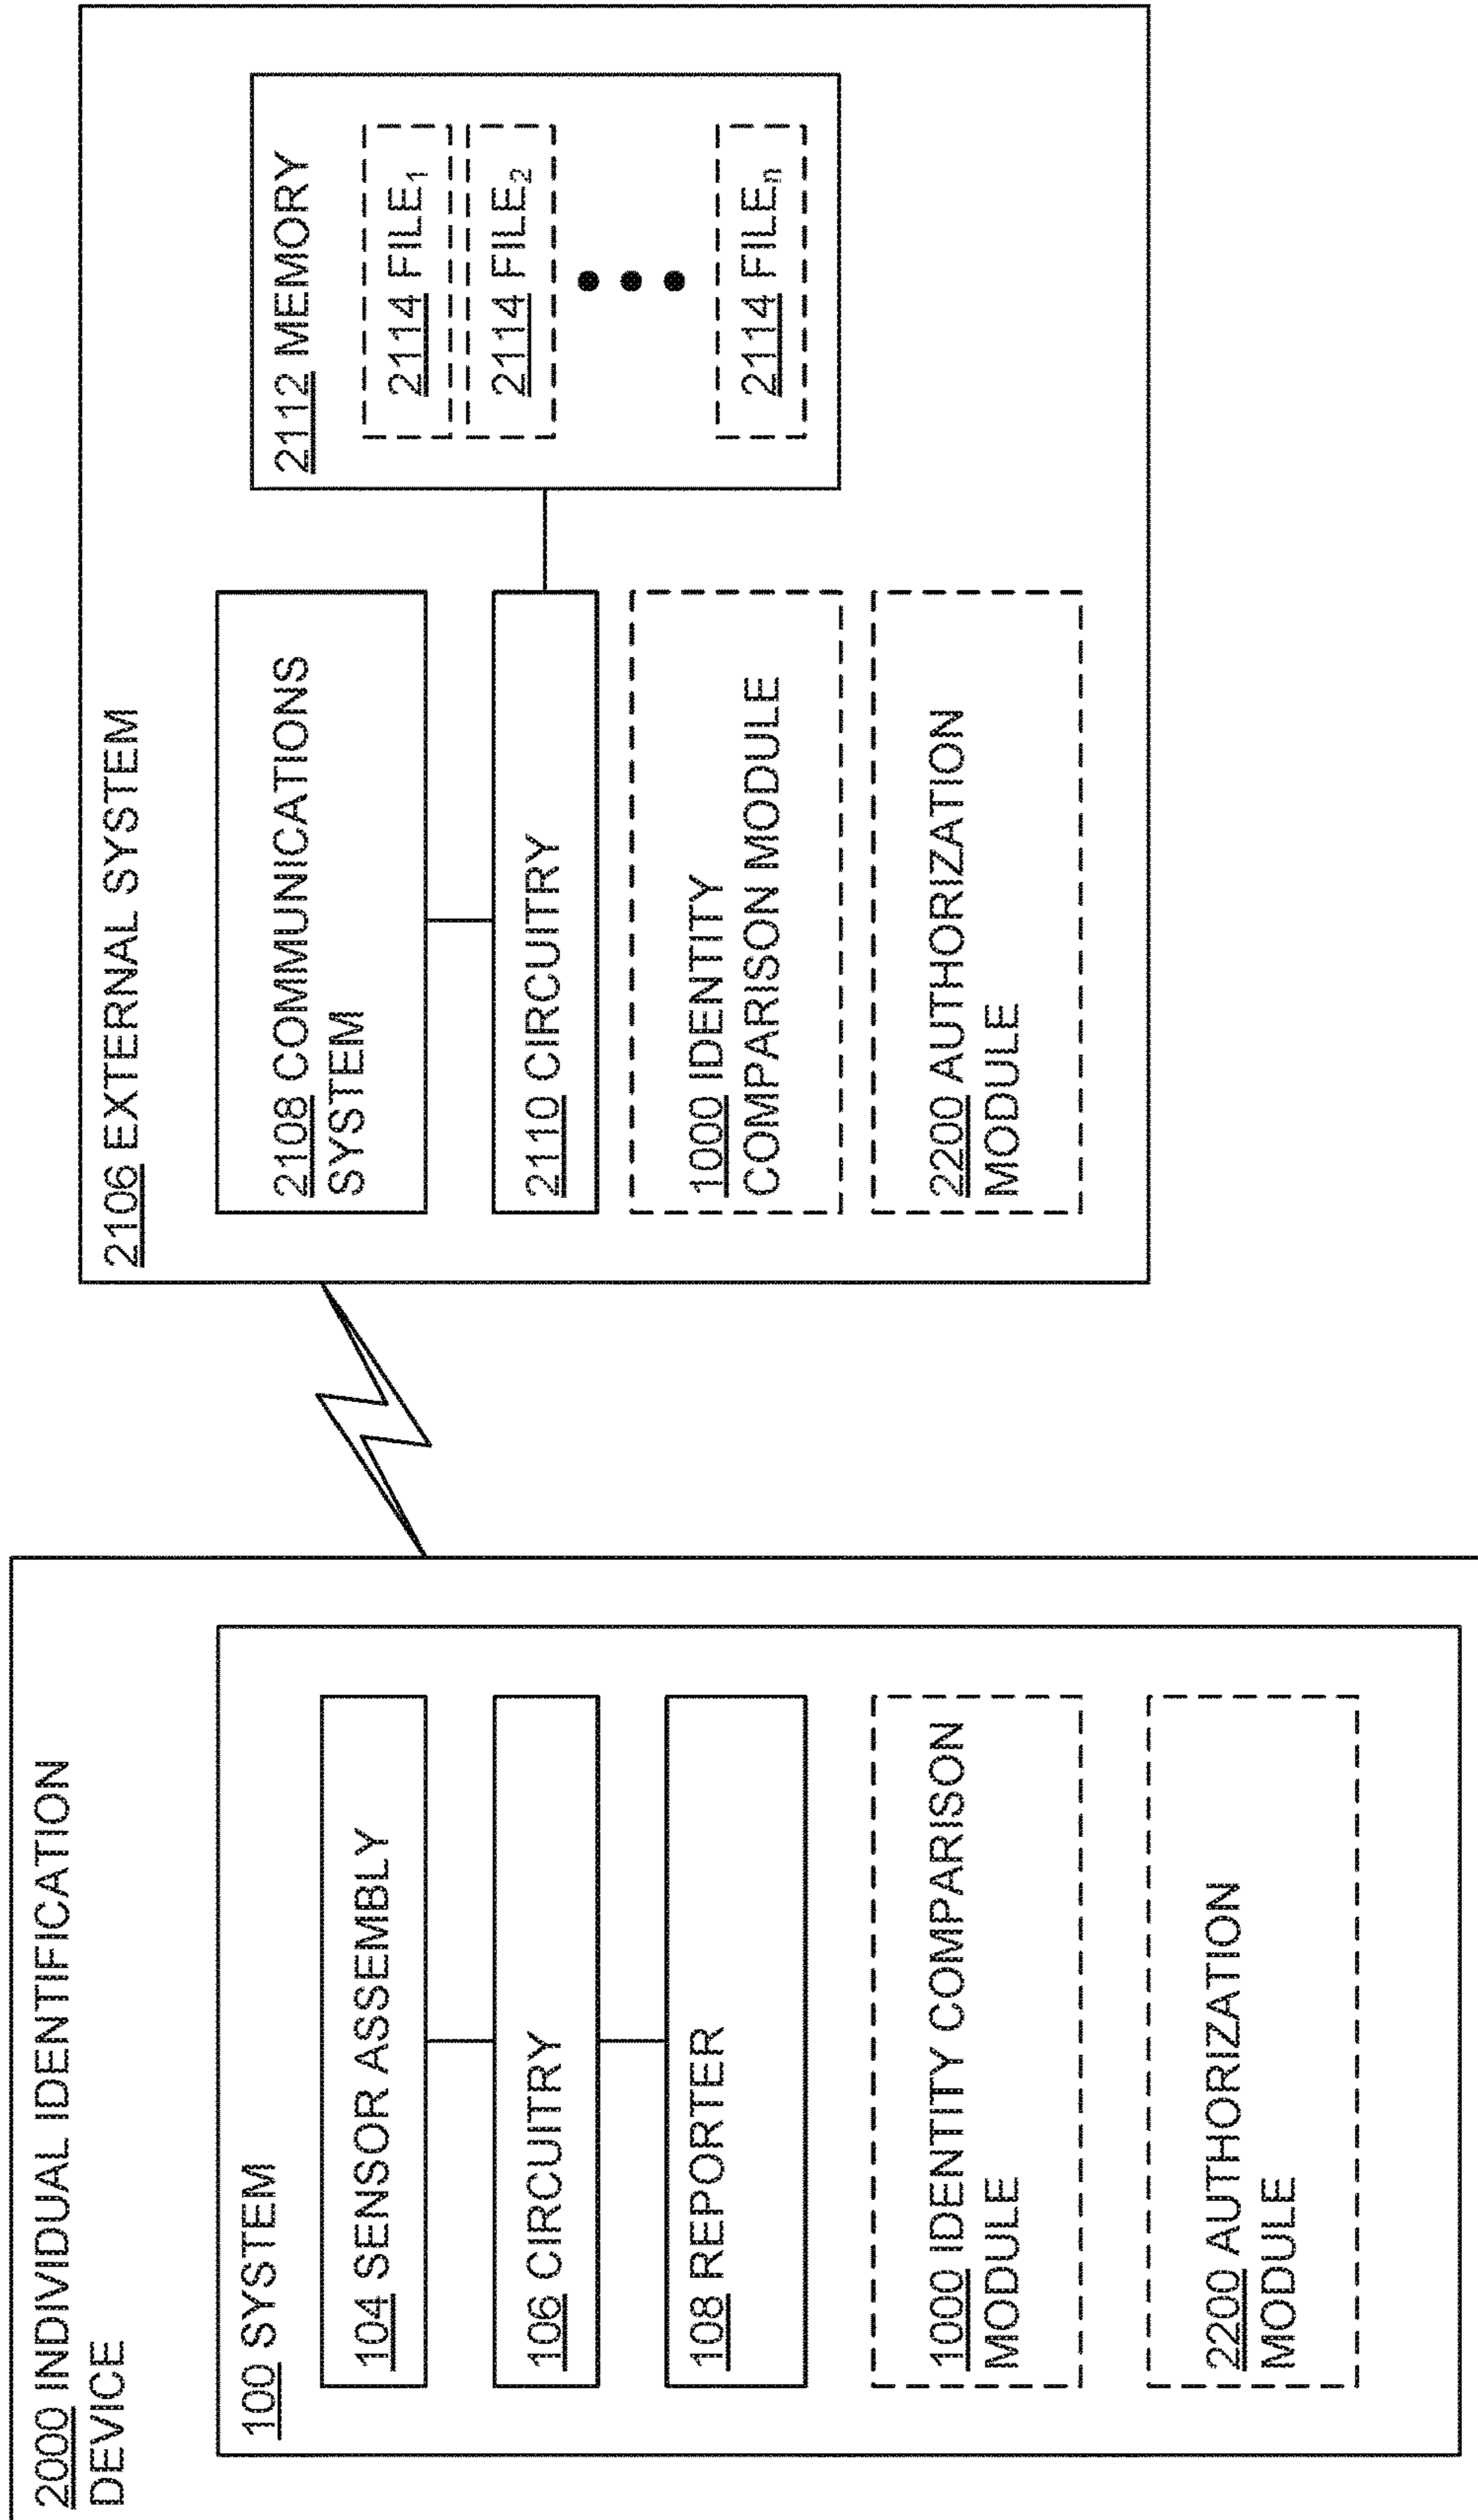 2000 INDIVIDUAL IDENTIFICATION
DEVICE
100 SYSTEM
104 SENSOR ASSEMBLY
106 CIRCUITRY
108 REPORTER
1000 IDENTITY COMPARISON
MODULE
2200 AUTHORIZATION
MODULE
2106 EXTERNAL SYSTEM
2108 COMMUNICATIONS
SYSTEM
2110 CIRCUITRY
1000 IDENTITY
COMPARISON MODULE
2200 AUTHORIZATION
MODULE
2112 MEMORY
2114 FILE₁
2114 FILE₂
2114 FILEₙ